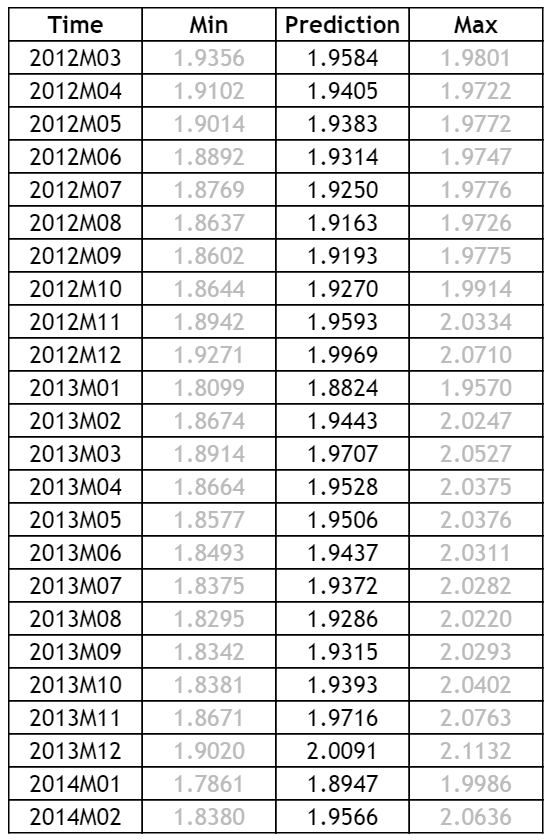 Time Min Prediction Max
2012M03 1.9356 1.9584 1.9801
2012M04 1.9102 1.9405 1.9722
2012M05 1.9014 1.9383 1.9772
2012M06 1.8892 1.9314 1.9747
2012M07 1.8769 1.9250 1.9776
2012M08 1.8637 1.9163 1.9726
2012M09 1.8602 1.9193 1.9775
2012M10 1.8644 1.9270 1.9914
2012M11 1.8942 1.9593 2.0334
2012M12 1.9271 1.9969 2.0710
2013M01 1.8099 1.8824 1.9570
2013M02 1.8674 1.9443 2.0247
2013M03 1.8914 1.9707 2.0527
2013M04 1.8664 1.9528 2.0375
2013M05 1.8577 1.9506 2.0376
2013M06 1.8493 1.9437 2.0311
2013M07 1.8375 1.9372 2.0282
2013M08 1.8295 1.9286 2.0220
2013M09 1.8342 1.9315 2.0293
2013M10 1.8381 1.9393 2.0402
2013M11 1.8671 1.9716 2.0763
2013M12 1.9020 2.0091 2.1132
2014M01 1.7861 1.8947 1.9986
2014M02 1.8380 1.9566 2.0636